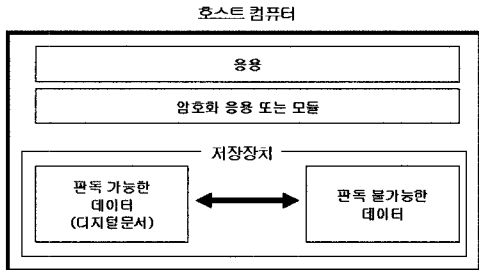 호스트 컴퓨터
응용
암호화 응용 또는 모듈
저장장치
판독 가능한
데이터
(디지털문서)
판독 불가능한
데이터